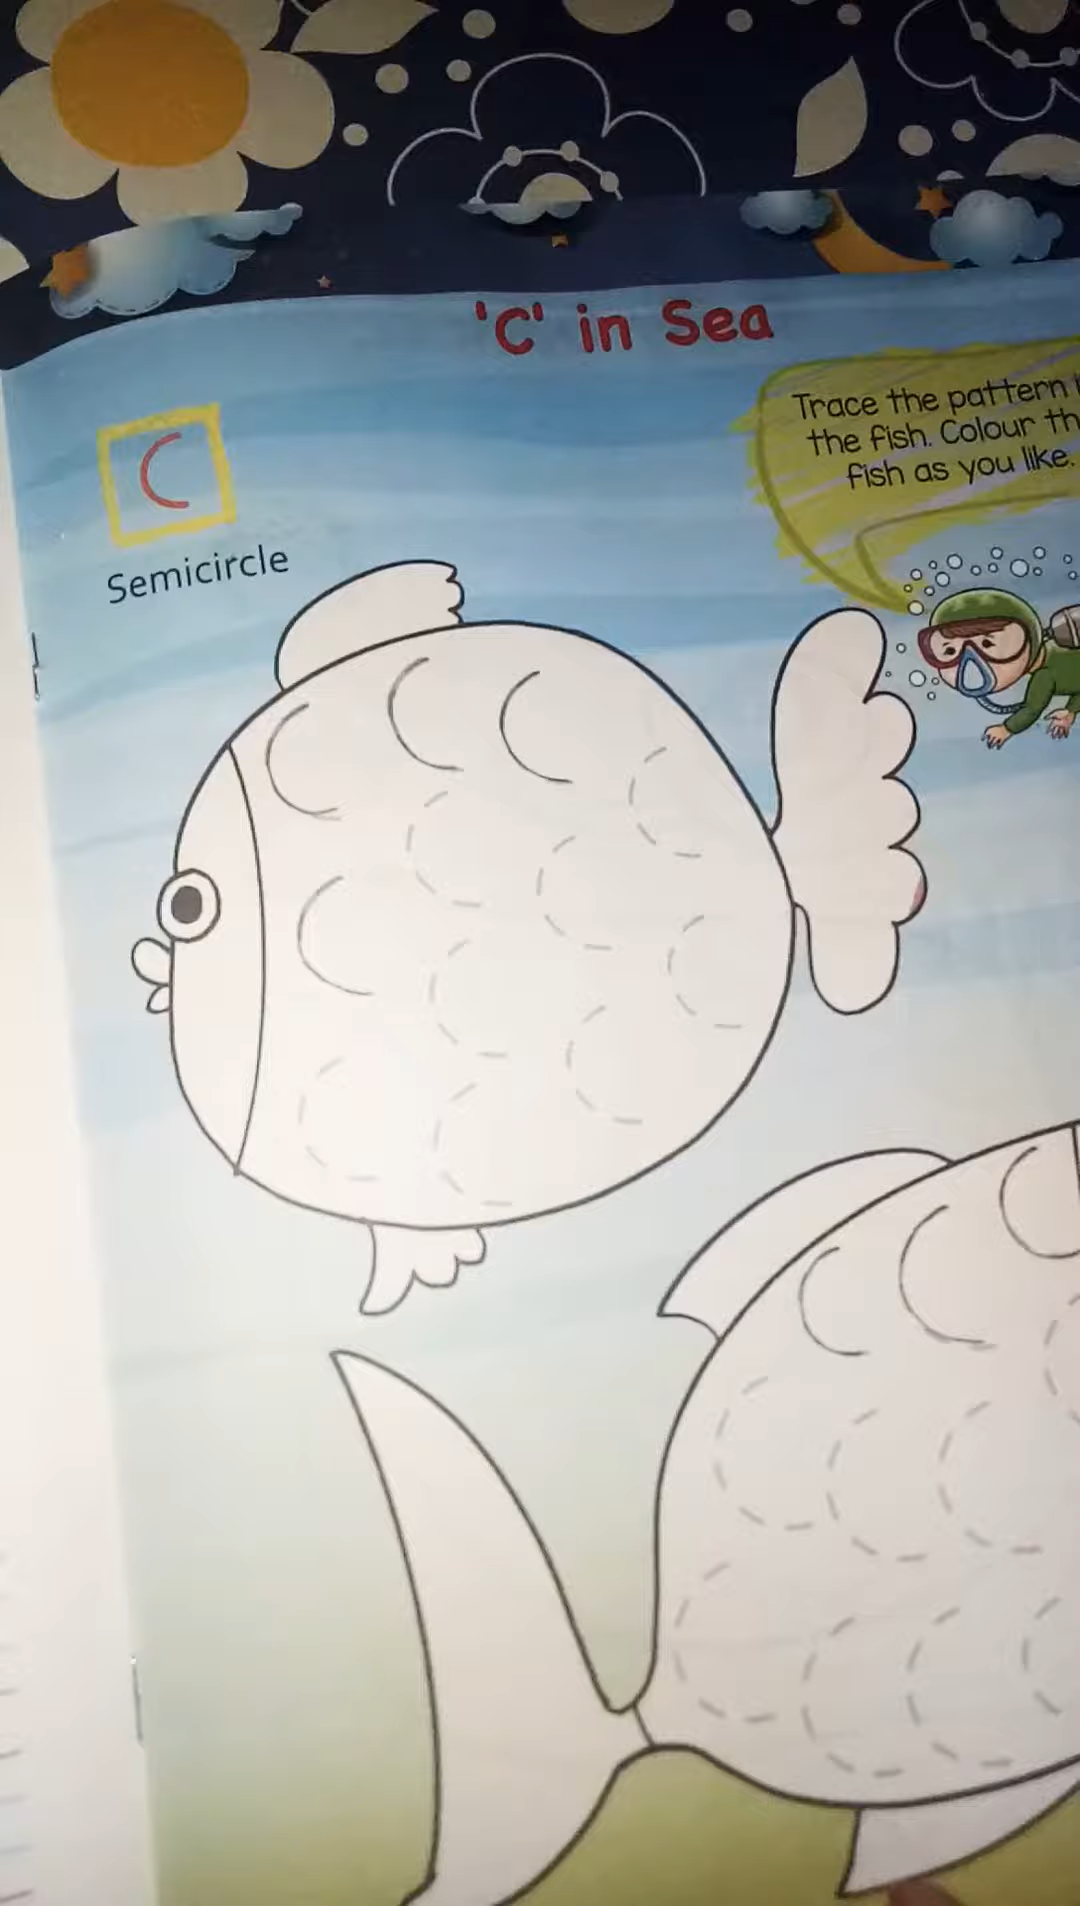 'C' in Sea
C
Semicircle
Trace the pattern
the fish. Colour
fish as you like.